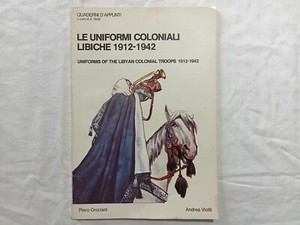 QUADERNI D'APPUNTI
LE UNIFORMI COLONIALI
LIBICHE 1912-1942
UNIFORMS OF THE LIBYAN COLONIAL TROOPS 1912-1942
Piero Crociani
Andrea Viotti